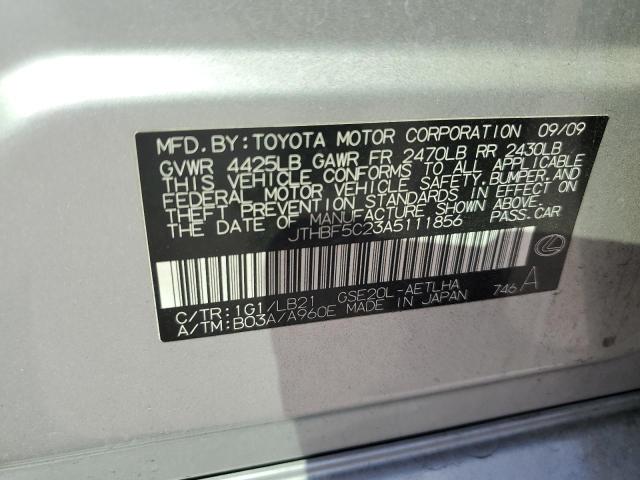 MFD. BY: TOYOTA MOTOR CORPORATION 09/09
GVWR 4425LB GAWR FR 2470LB RR 2430LB
THIS VEHICLE CONFORMS TO ALL APPLICABLE
FEDERAL MOTOR VEHICLE SAFETY, BUMPER, AND
THEFT PREVENTION STANDARDS IN EFFECT ON
THE DATE OF MANUFACTURE SHOWN ABOVE.
JTHBF5C23A5111856 PASS. CAR
C/TR: 1G1/LB21 GSE20L-AETLHA 746 A
A/TM: B03A/A960E MADE IN JAPAN